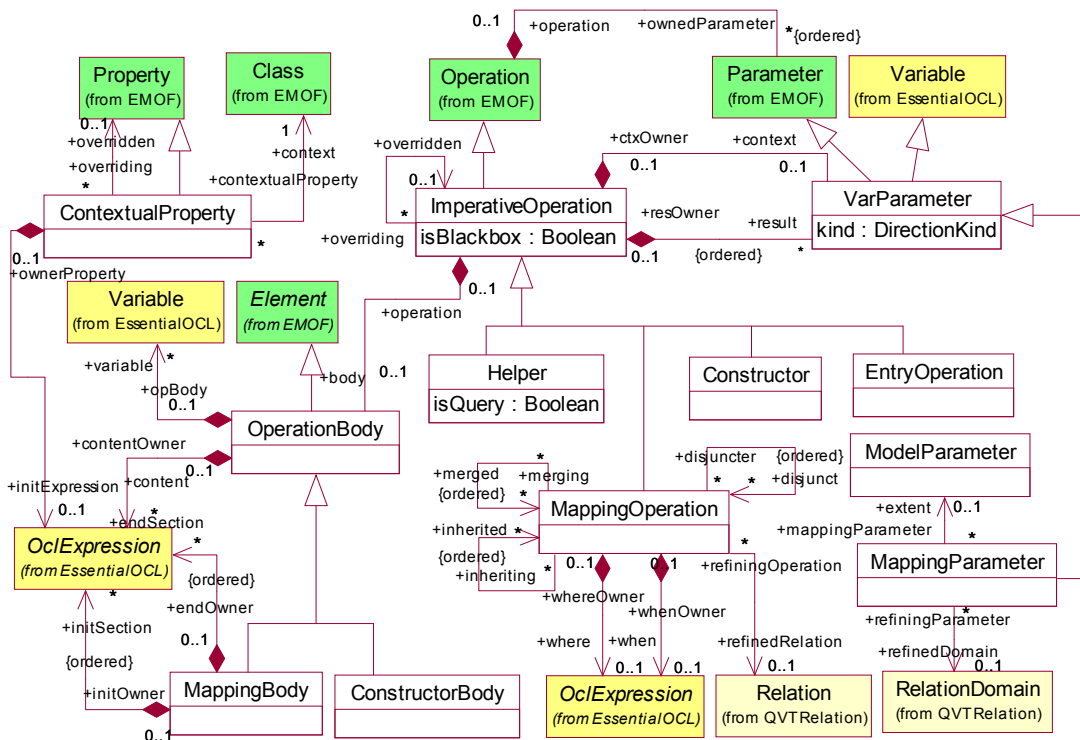 0..1
+operation
+ownedParameter
*
{ordered}
Property
(from EMOF)
Class
(from EMOF)
Operation
(from EMOF)
Parameter
(from EMOF)
Variable
(from EssentialOCL)
0..1
+overridden
+overriding
*
1
+context
+contextualProperty
*
+overridden
0..1
*
+overriding
+ctxOwner
0..1
+context
0..1
ContextualProperty
ImperativeOperation
isBlackbox : Boolean
VarParameter
kind : DirectionKind
+resOwner
0..1
+result
{ordered}
*
0..1
+ownerProperty
0..1
+operation
Variable
(from EssentialOCL)
Element
(from EMOF)
+variable
*
+opBody
0..1
+body
0..1
Helper
isQuery : Boolean
Constructor
EntryOperation
OperationBody
+contentOwner
0..1
+content
*
+initExpression
0..1
+merged
*
+merging
{ordered}
*
+disjuncter
*
{ordered}
+disjunct
*
ModelParameter
+extent
0..1
+mappingParameter
*
MappingOperation
+inherited
*
{ordered}
+inheriting
*
MappingParameter
+endSection
*
OclExpression
(from EssentialOCL)
{ordered}
+endOwner
0..1
*
+initSection
{ordered}
+initOwner
0..1
0..1
+whereOwner
0..1
+whenOwner
*
+refiningOperation
*
+refiningParameter
+where
0..1
+when
0..1
+refinedRelation
0..1
+refinedDomain
0..1
MappingBody
ConstructorBody
OclExpression
(from EssentialOCL)
Relation
(from QVTRelation)
RelationDomain
(from QVTRelation)